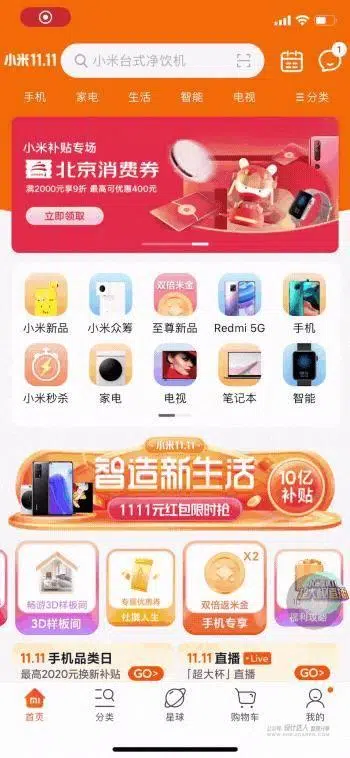 小米11.11
小米台式净饮机
1
手机 家电 生活 智能 电视 分类
小米补贴专场
北京消费券
满2000元享9折 最高可优惠400元
立即领取
双倍米金
小米新品 小米众筹 至尊新品 Redmi 5G 手机
小米秒杀 家电 电视 笔记本 智能
小米11.11
智造新生活
1111元红包限时抢
10亿
补贴
畅游3D样板间
3D样板间
专属优惠券
X2
双倍返米金
手机专享
福利攻略
11.11 手机品类日
最高2020元换新补贴 GO>
11.11 直播 Live
「超大杯」直播 GO>
mi
首页 分类 星球 购物车 我的